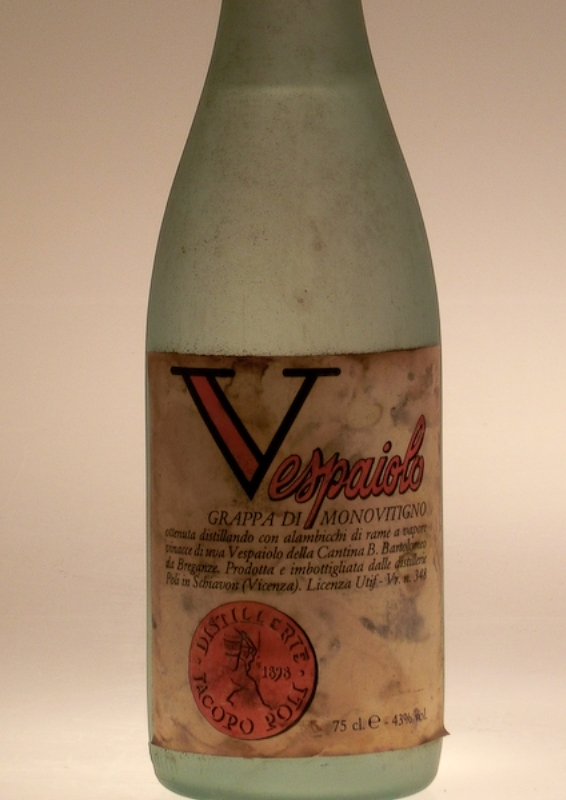 Vespaiolo
GRAPPA DI MONOVITIGNO
ottenuta distillando con alambicchi di rame a vapore
vinacce di uva Vespaiolo della Cantina B. Bartolomeo
da Breganze. Prodotta e imbottigliata dalle distillerie
Poli in Schiavon (Vicenza). Licenza Utif.- Vr. n. 348
DISTILLERIE
1898
JACOPO POLI
75 cl. e - 43% vol.